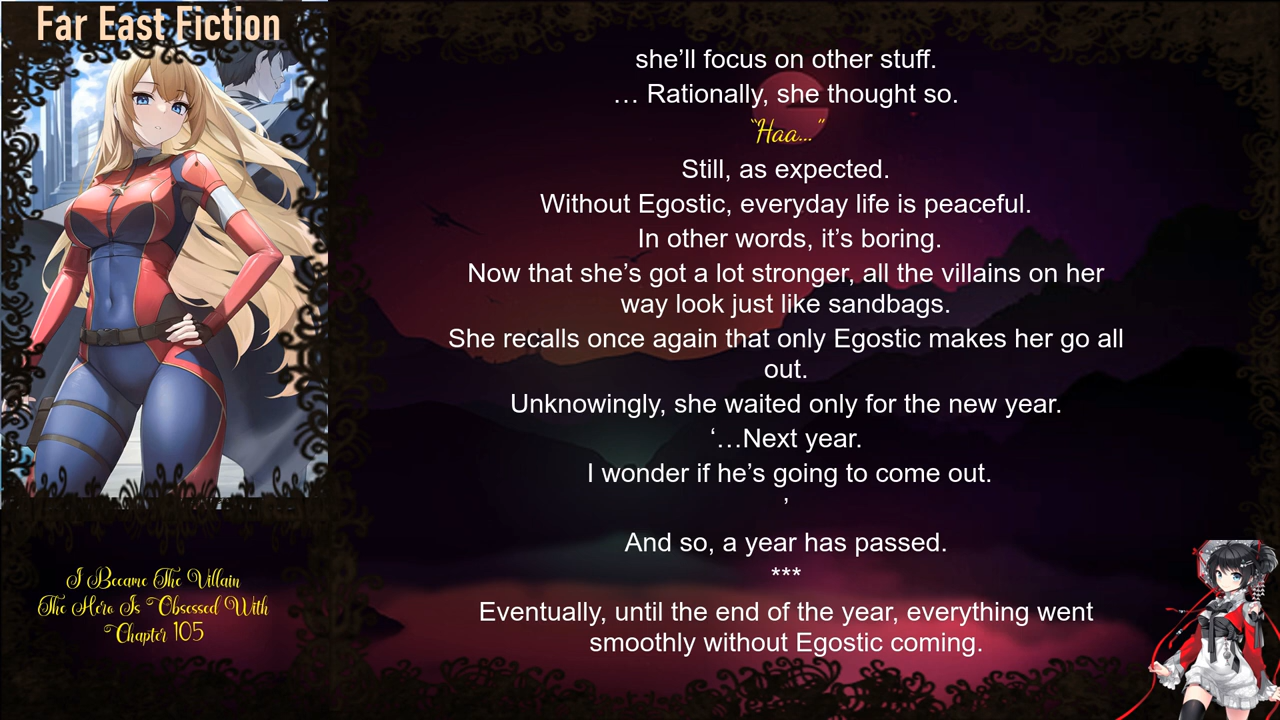 Far East Fiction
she’ll focus on other stuff.
… Rationally, she thought so.
“Haa…”
Still, as expected.
Without Egostic, everyday life is peaceful.
In other words, it’s boring.
Now that she’s got a lot stronger, all the villains on her
way look just like sandbags.
She recalls once again that only Egostic makes her go all
out.
Unknowingly, she waited only for the new year.
‘…Next year.
I wonder if he’s going to come out.
’
And so, a year has passed.
***
Eventually, until the end of the year, everything went
smoothly without Egostic coming.
I Became The Villain
The Hero Is Obsessed With
Chapter 105